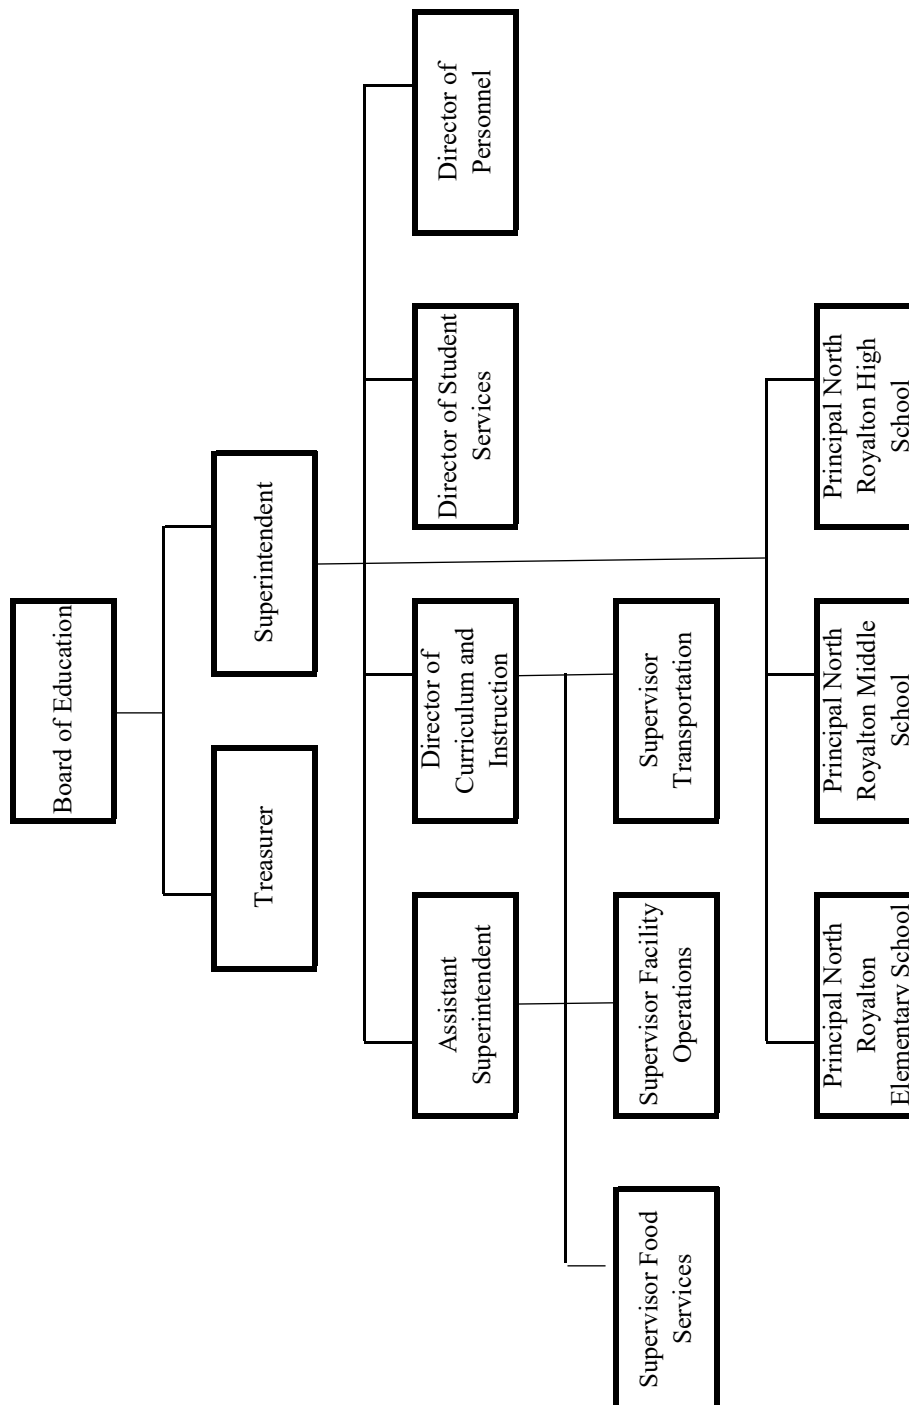 Board of Education
Treasurer
Superintendent
Assistant
Superintendent
Director of
Curriculum and
Instruction
Director of Student
Services
Director of
Personnel
Supervisor Food
Services
Supervisor Facility
Operations
Supervisor
Transportation
Principal North
Royalton
Elementary School
Principal North
Royalton Middle
School
Principal North
Royalton High
School